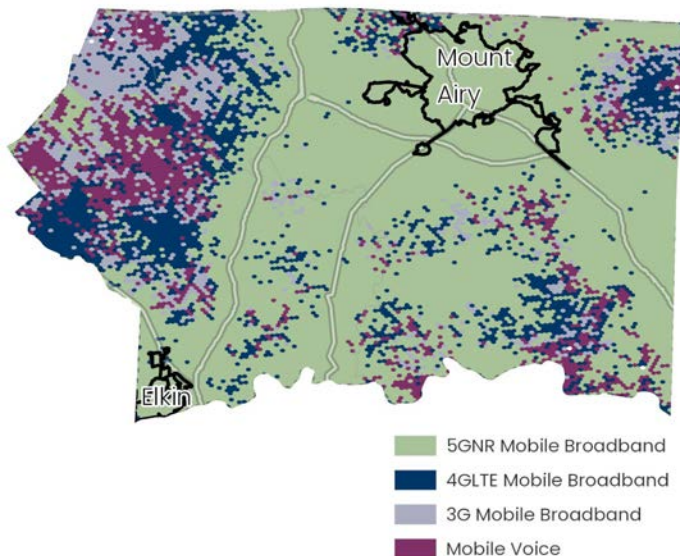 Mount
Airy
Elkin
5GNR Mobile Broadband
4GLTE Mobile Broadband
3G Mobile Broadband
Mobile Voice